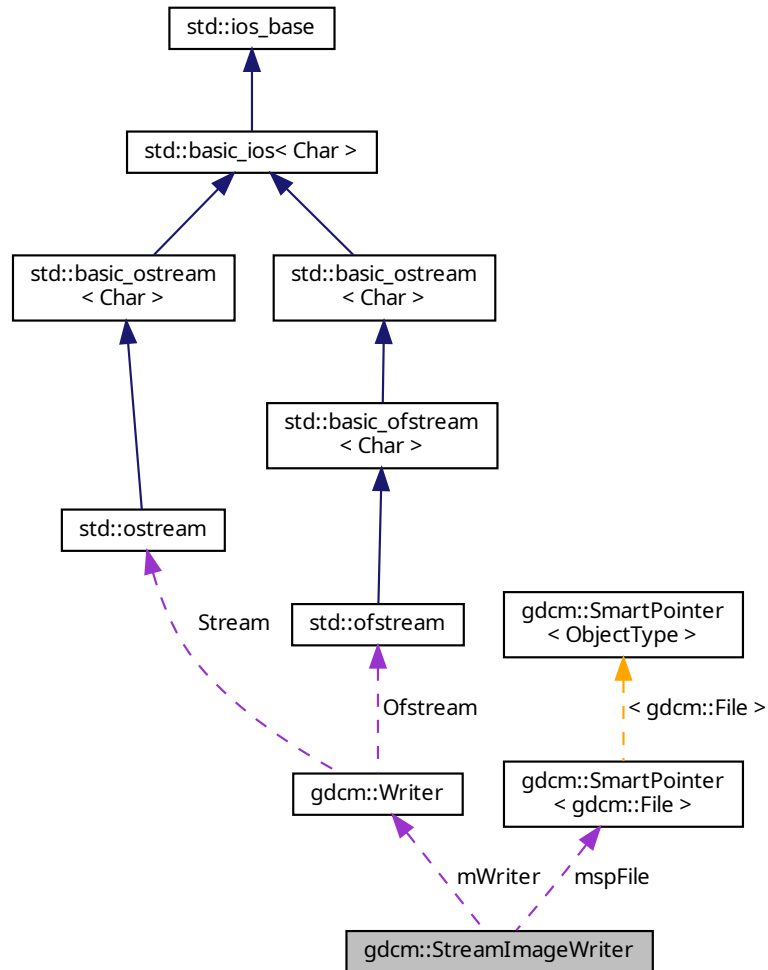 std::ios_base
std::basic_ios< Char >
std::basic_ostream
< Char >
std::basic_ostream
< Char >
std::basic_ofstream
< Char >
std::ostream
std::ofstream
gdcm::SmartPointer
< ObjectType >
Stream
Ofstream
< gdcm::File >
gdcm::Writer
gdcm::SmartPointer
< gdcm::File >
mWriter
mspFile
gdcm::StreamImageWriter